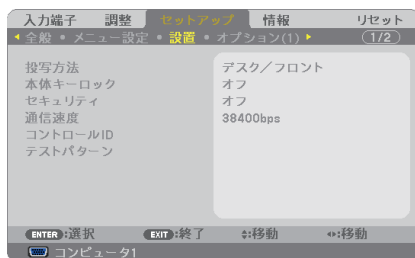 入力端子 調整 セットアップ 情報 リセット
全般 • メニュー設定 • 設置 • オプション(1) (1/2)
投写方法 デスク／フロント
本体キーロック オフ
セキュリティ オフ
通信速度 38400bps
コントロールID
テストパターン
ENTER:選択 EXIT:終了 :移動 :移動
コンピュータ1